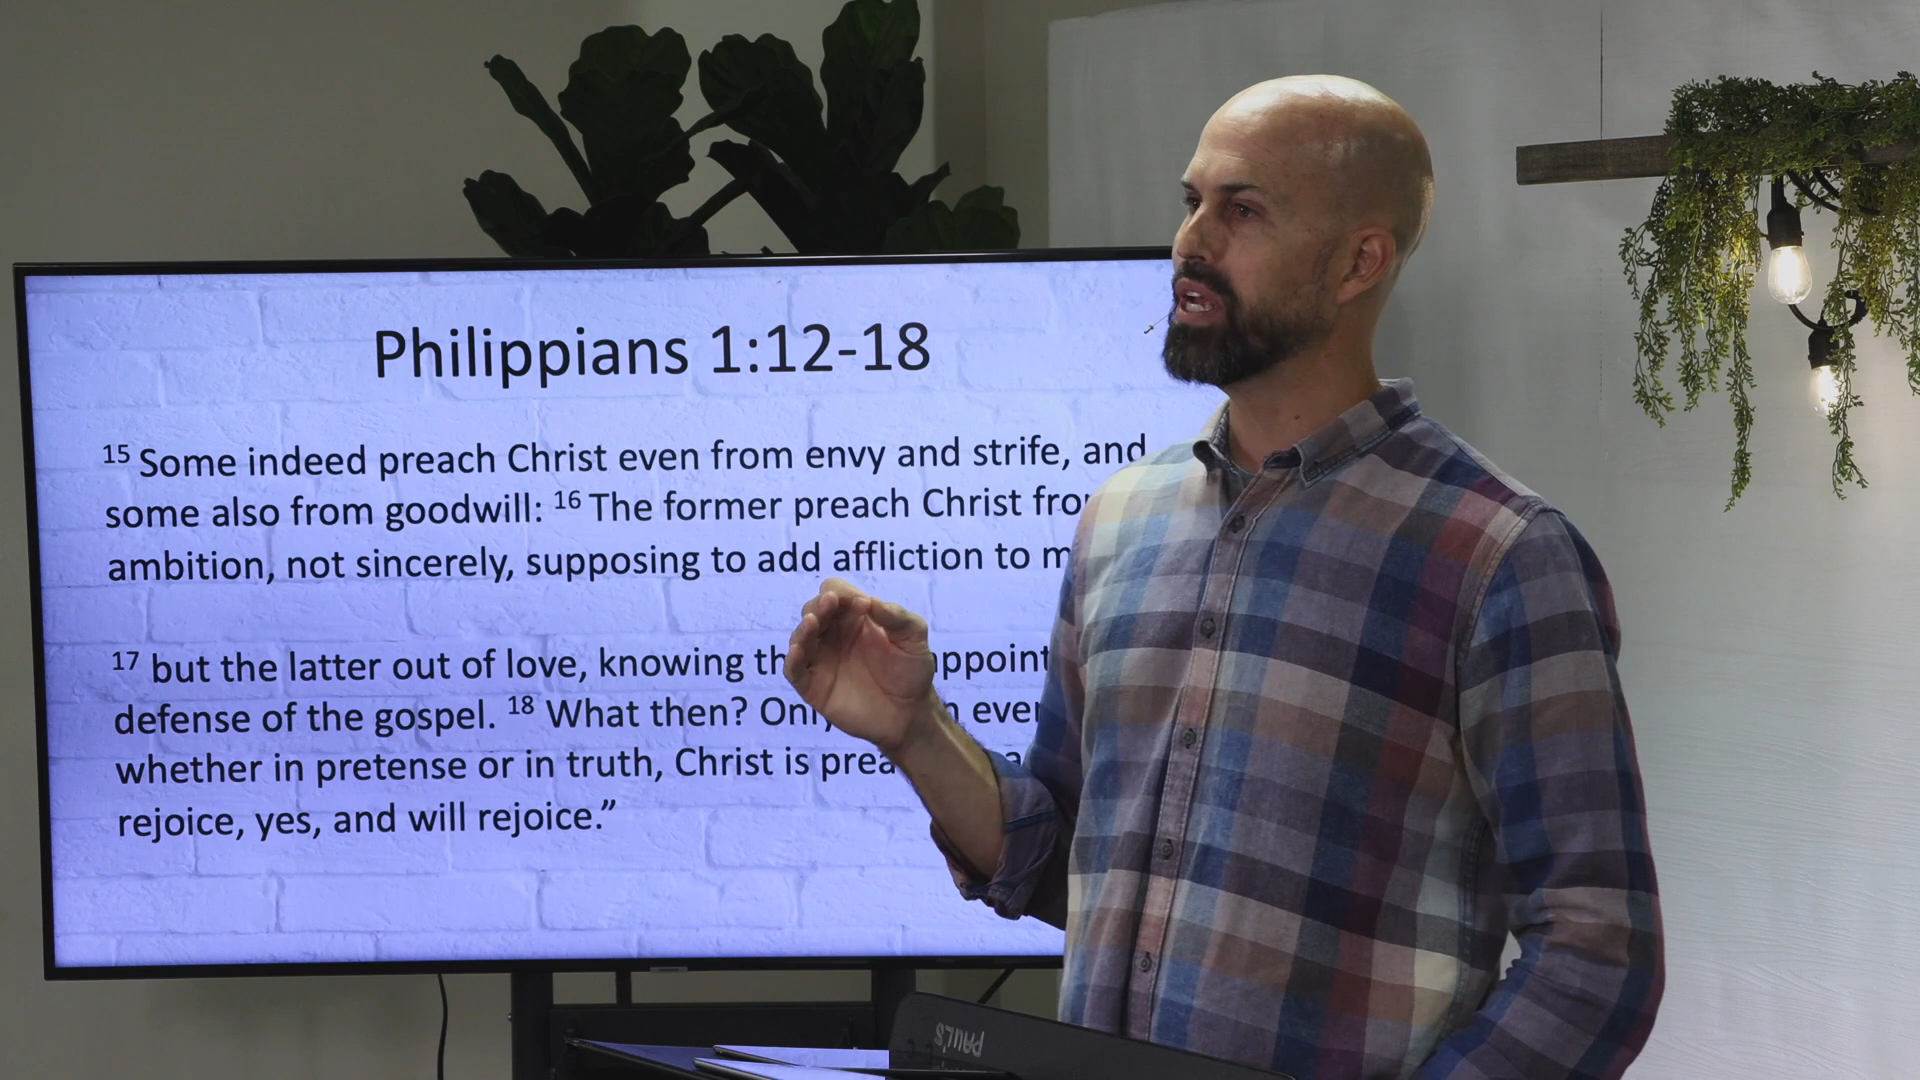 Philippians 1:12-18
15 Some indeed preach Christ even from envy and strife, and
some also from goodwill: 16 The former preach Christ
ambition, not sincerely, supposing to add affliction to
17 but the latter out of love, knowing
defense of the gospel. 18 What then?
whether in pretense or in truth, Christ is
rejoice, yes, and will rejoice.”
PAUL'S